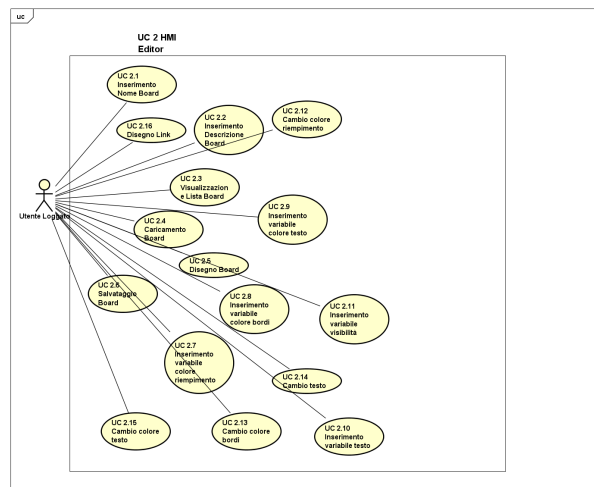 uc
UC 2 HMI
Editor
UC 2.1
Inserimento
Nome Board
UC 2.16
Disegno Link
UC 2.2
Inserimento
Descrizione
Board
UC 2.12
Cambio colore
riempimento
UC 2.3
Visualizzazion
e Lista Board
Utente Loggato
UC 2.4
Caricamento
Board
UC 2.9
Inserimento
variabile
colore testo
UC 2.5
Disegno Board
UC 2.6
Salvataggio
Board
UC 2.8
Inserimento
variabile
colore bordi
UC 2.11
Inserimento
variabile
visibilità
UC 2.7
Inserimento
variabile
colore
riempimento
UC 2.14
Cambio testo
UC 2.15
Cambio colore
testo
UC 2.13
Cambio colore
bordi
UC 2.10
Inserimento
variabile testo